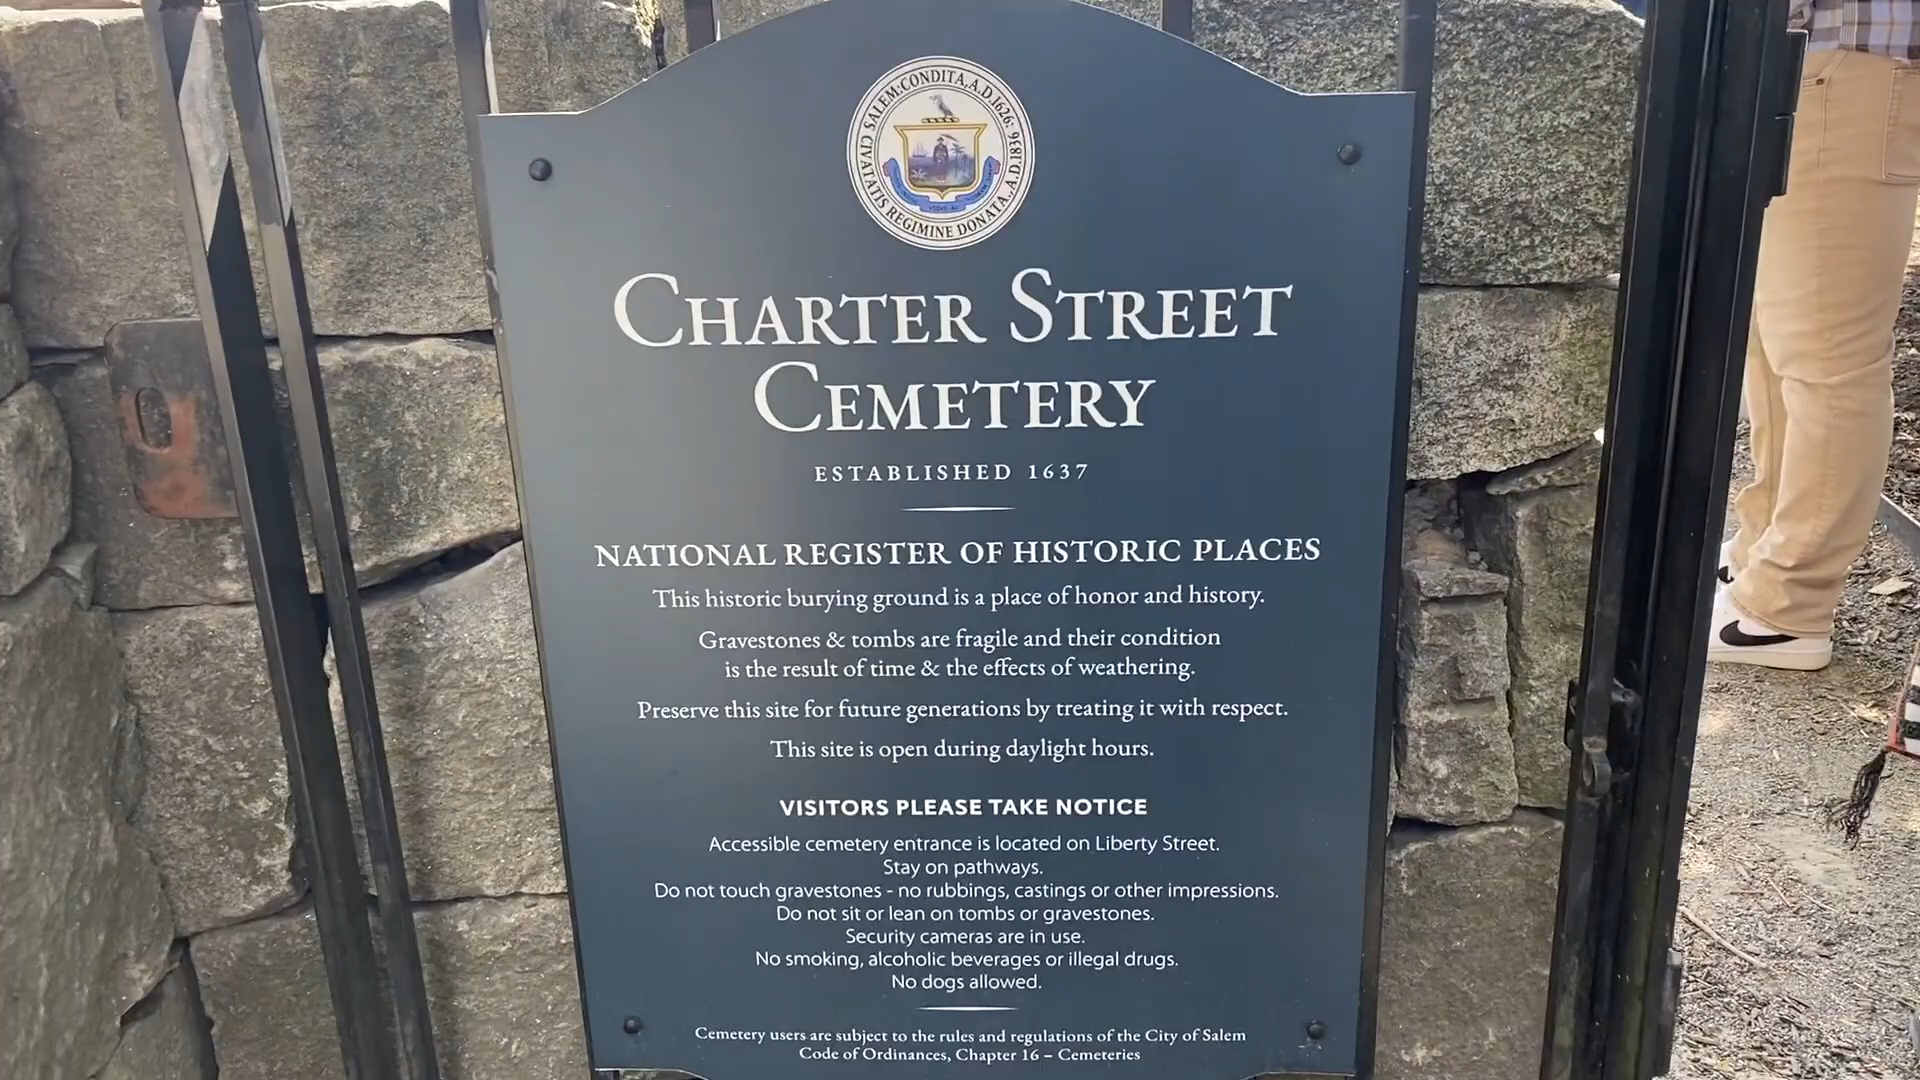 CIVATATIS REGIMINE DONATA, A.D. 1836. SALEM: CONDITA, A.D. 1626:
CHARTER STREET
CEMETERY
ESTABLISHED 1637
NATIONAL REGISTER OF HISTORIC PLACES
This historic burying ground is a place of honor and history.
Gravestones & tombs are fragile and their condition
is the result of time & the effects of weathering.
Preserve this site for future generations by treating it with respect.
This site is open during daylight hours.
VISITORS PLEASE TAKE NOTICE
Accessible cemetery entrance is located on Liberty Street.
Stay on pathways.
Do not touch gravestones - no rubbings, castings or other impressions.
Do not sit or lean on tombs or gravestones.
Security cameras are in use.
No smoking, alcoholic beverages or illegal drugs.
No dogs allowed.
Cemetery users are subject to the rules and regulations of the City of Salem
Code of Ordinances, Chapter 16 – Cemeteries